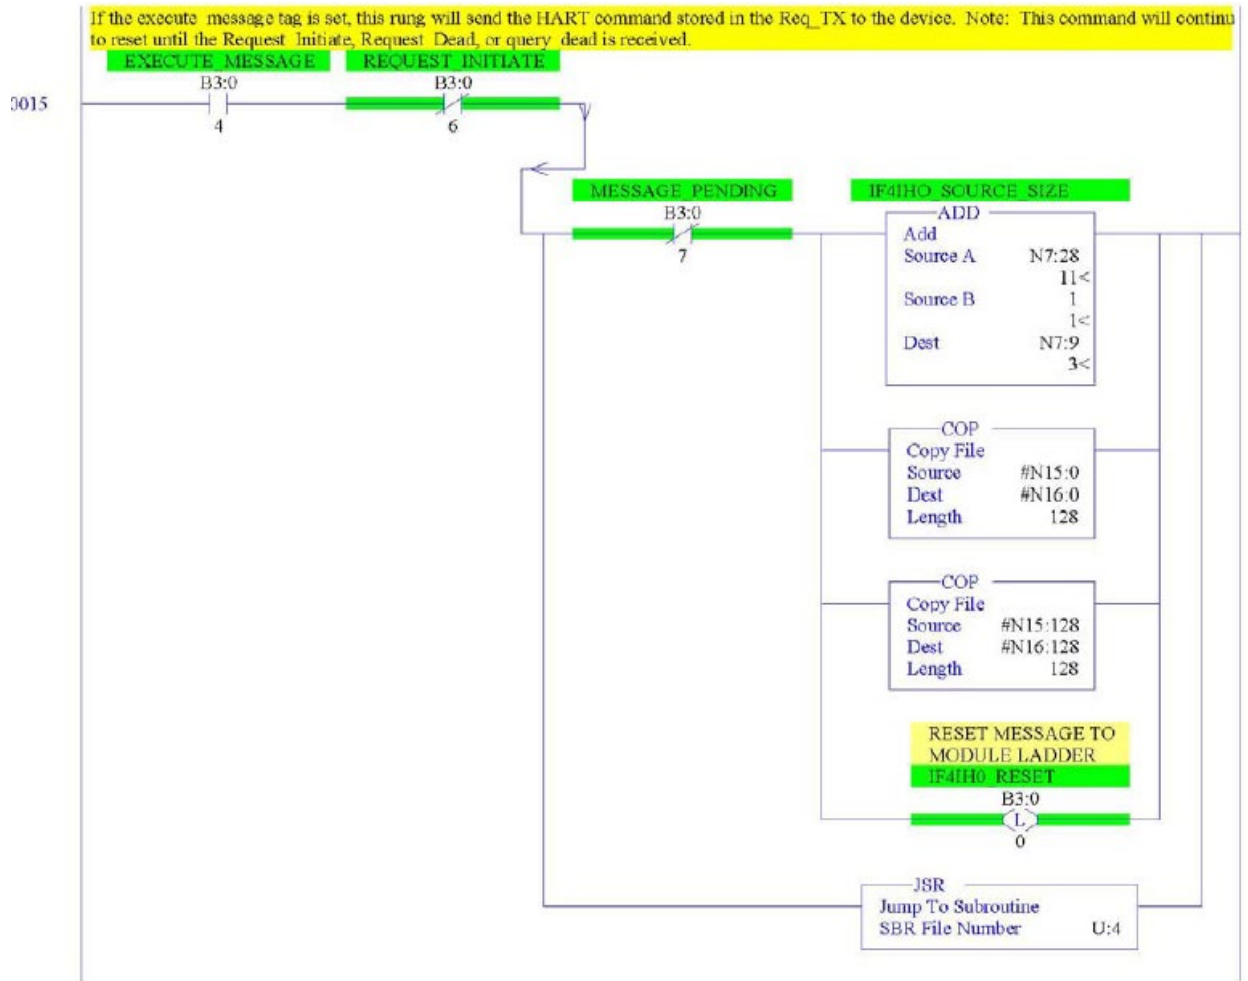 If the execute message tag is set, this rung will send the HART command stored in the Req_TX to the device. Note: This command will continu
to reset until the Request Initiate, Request Dead, or query dead is received.
EXECUTE_MESSAGE REQUEST_INITIATE
B3:0 B3:0
0015
4 6
MESSAGE_PENDING IF4IHO_SOURCE_SIZE
B3:0 ADD
7
Add
Source A N7:28
11<
Source B 1
1<
Dest N7:9
3<
COP
Copy File
Source #N15:0
Dest #N16:0
Length 128
COP
Copy File
Source #N15:128
Dest #N16:128
Length 128
RESET MESSAGE TO
MODULE LADDER
IF4IH0_RESET
B3:0
L
0
JSR
Jump To Subroutine
SBR File Number U:4